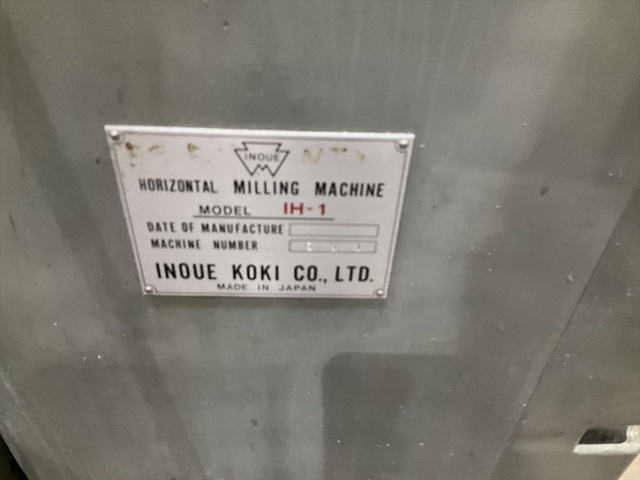 INOUE
HORIZONTAL MILLING MACHINE
MODEL IH-1
DATE OF MANUFACTURE
MACHINE NUMBER
INOUE KOKI CO., LTD.
MADE IN JAPAN